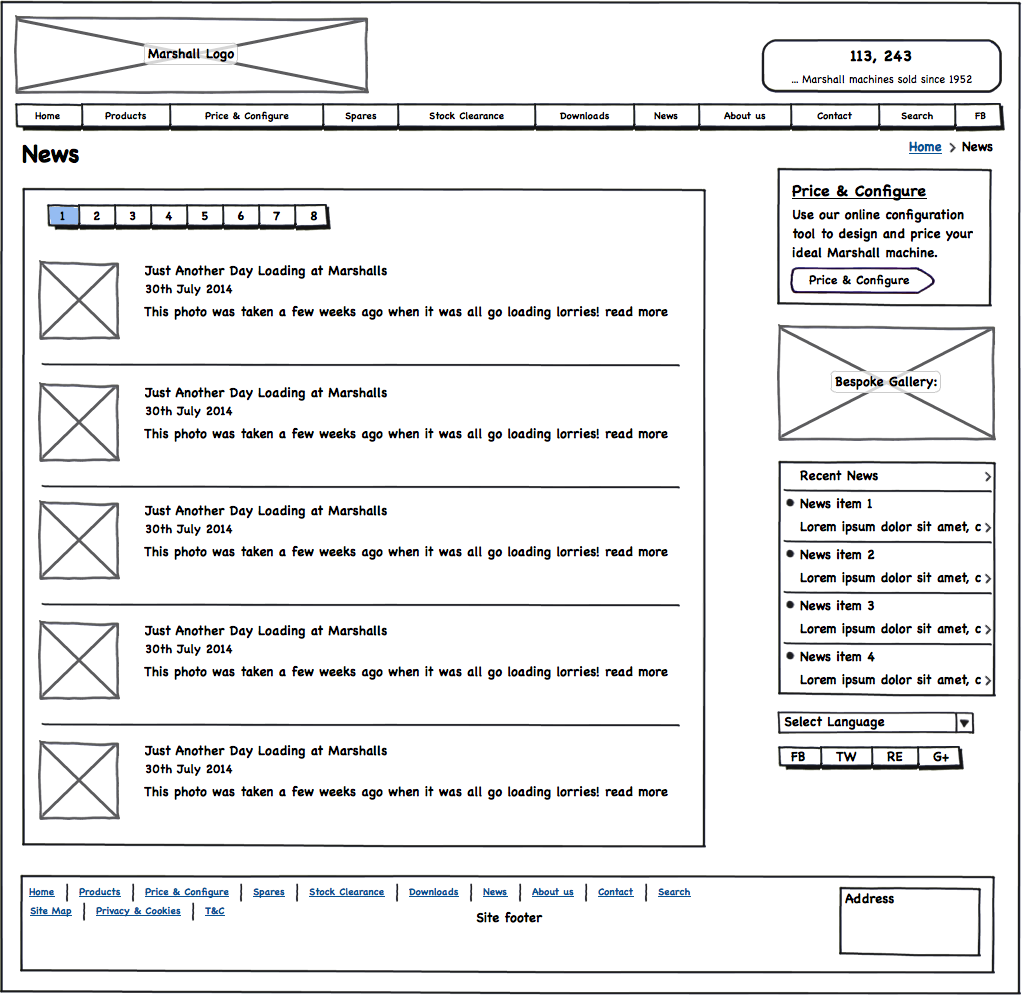 Marshall Logo
113, 243
... Marshall machines sold since 1952
Home Products Price & Configure Spares Stock Clearance Downloads News About us Contact Search FB
News
Home > News
1 2 3 4 5 6 7 8
Just Another Day Loading at Marshalls
30th July 2014
This photo was taken a few weeks ago when it was all go loading lorries! read more
Just Another Day Loading at Marshalls
30th July 2014
This photo was taken a few weeks ago when it was all go loading lorries! read more
Just Another Day Loading at Marshalls
30th July 2014
This photo was taken a few weeks ago when it was all go loading lorries! read more
Just Another Day Loading at Marshalls
30th July 2014
This photo was taken a few weeks ago when it was all go loading lorries! read more
Just Another Day Loading at Marshalls
30th July 2014
This photo was taken a few weeks ago when it was all go loading lorries! read more
Price & Configure
Use our online configuration
tool to design and price your
ideal Marshall machine.
Price & Configure
Bespoke Gallery:
Recent News
News item 1
Lorem ipsum dolor sit amet, c
News item 2
Lorem ipsum dolor sit amet, c
News item 3
Lorem ipsum dolor sit amet, c
News item 4
Lorem ipsum dolor sit amet, c
Select Language
FB TW RE G+
Home | Products | Price & Configure | Spares | Stock Clearance | Downloads | News | About us | Contact | Search
Site Map | Privacy & Cookies | T&C
Site footer
Address